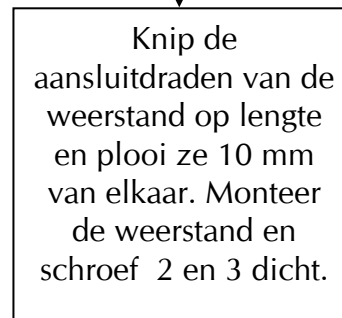 Knip de
aansluitdraden van de
weerstand op lengte
en plooi ze 10 mm
van elkaar. Monteer
de weerstand en
schroef  2 en 3 dicht.